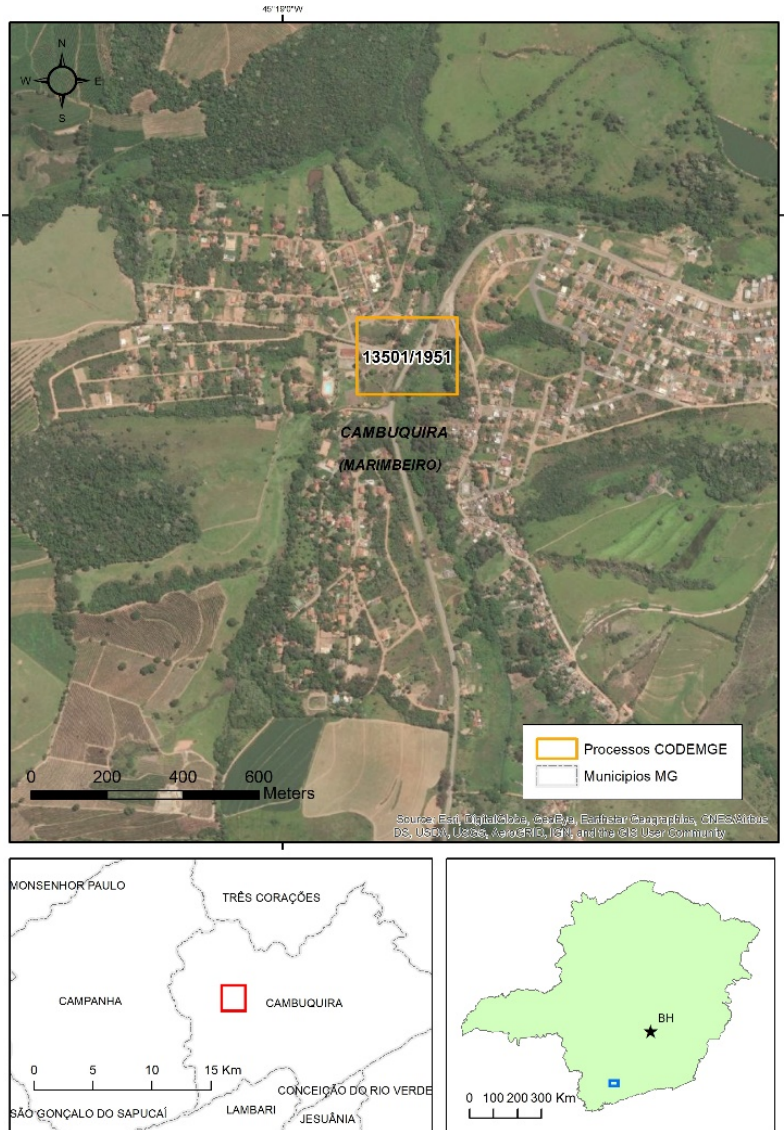 45°19'0"W
N
W E
S
13501/1951
CAMBUQUIRA
(MARIMBEIRO)
Processos CODEMGE
Municipios MG
0 200 400 600
Meters
Source: Esri, DigitalGlobe, GeoEye, Earthstar Geographics, CNES/Airbus
DS, USDA, USGS, AeroGRID, IGN, and the GIS User Community
MONSENHOR PAULO
TRÊS CORAÇÕES
CAMPANHA
CAMBUQUIRA
0 5 10 15 Km
CONCEIÇÃO DO RIO VERDE
SÃO GONÇALO DO SAPUCAÍ
LAMBARI
JESUÂNIA
BH
0 100 200 300 Km